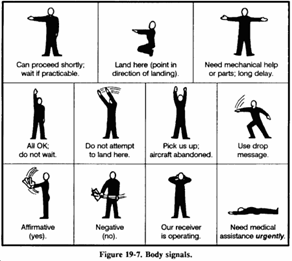 Can proceed shortly;
wait if practicable.
Land here (point in
direction of landing).
Need mechanical help
or parts; long delay.
All OK;
do not wait.
Do not attempt
to land here.
Pick us up;
aircraft abandoned.
Use drop
message.
Affirmative
(yes).
Negative
(no).
Our receiver
is operating.
Need medical
assistance urgently.
Figure 19-7. Body signals.